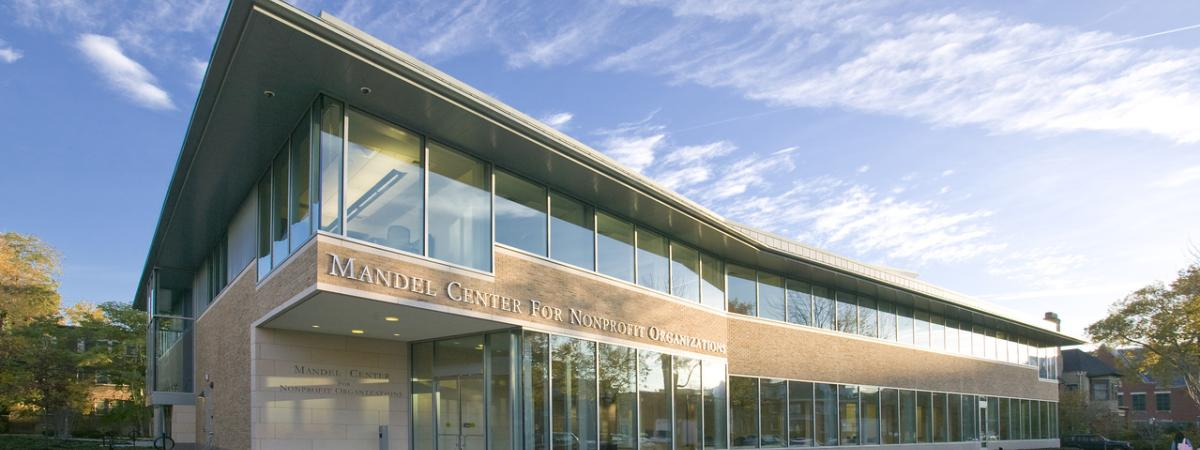 MANDEL CENTER FOR NONPROFIT ORGANIZATIONS
MANDEL CENTER
FOR
NONPROFIT ORGANIZATIONS